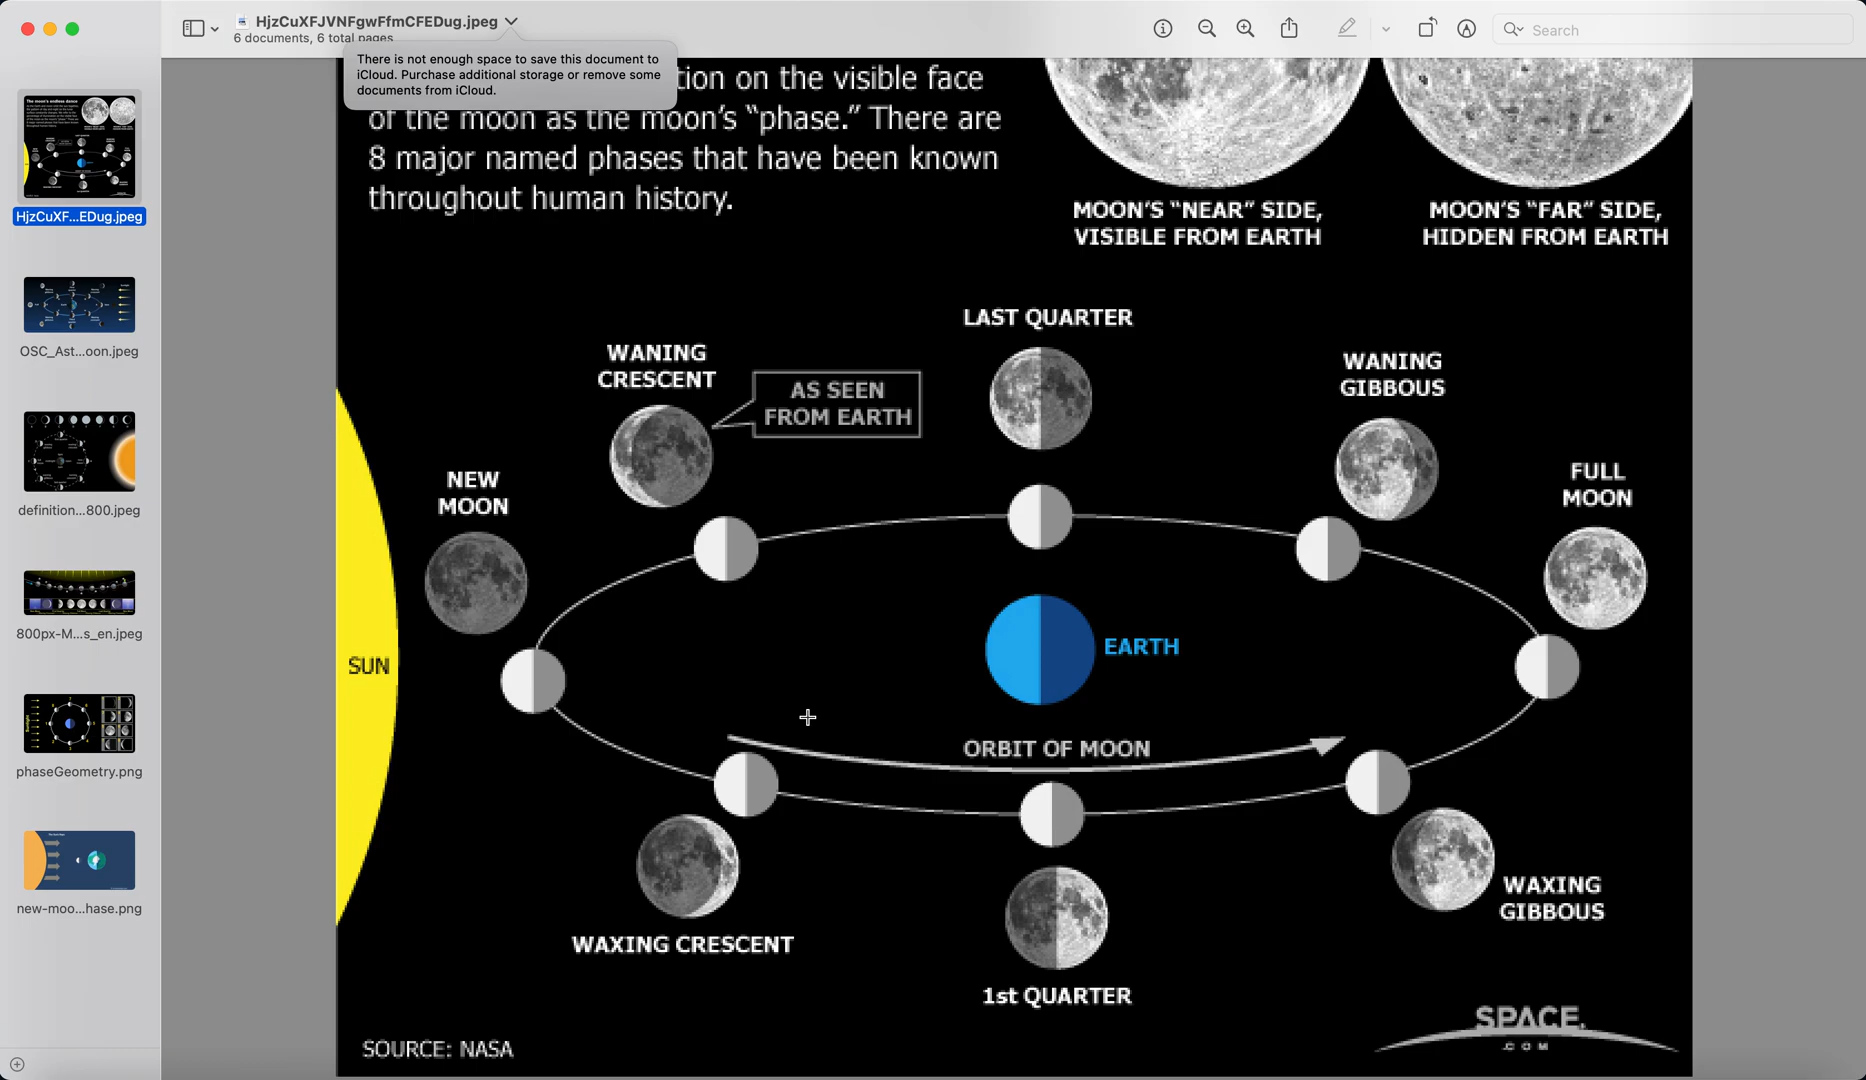 HjzCuXFJVNFgwFfmCFEDug.jpeg
6 documents, 6 total pages
Search
There is not enough space to save this document to
iCloud. Purchase additional storage or remove some
documents from iCloud.
HjzCuXF...EDug.jpeg
OSC_Ast...oon.jpeg
definition...800.jpeg
800px-M...s_en.jpeg
phaseGeometry.png
new-moo...hase.png
tion on the visible face
of the moon as the moon's “phase.” There are
8 major named phases that have been known
throughout human history.
MOON'S “NEAR” SIDE,
VISIBLE FROM EARTH
MOON'S “FAR” SIDE,
HIDDEN FROM EARTH
LAST QUARTER
WANING
CRESCENT
AS SEEN
FROM EARTH
WANING
GIBBOUS
NEW
MOON
FULL
MOON
SUN
EARTH
ORBIT OF MOON
WAXING
GIBBOUS
WAXING CRESCENT
1st QUARTER
SOURCE: NASA
SPACE.
.COM